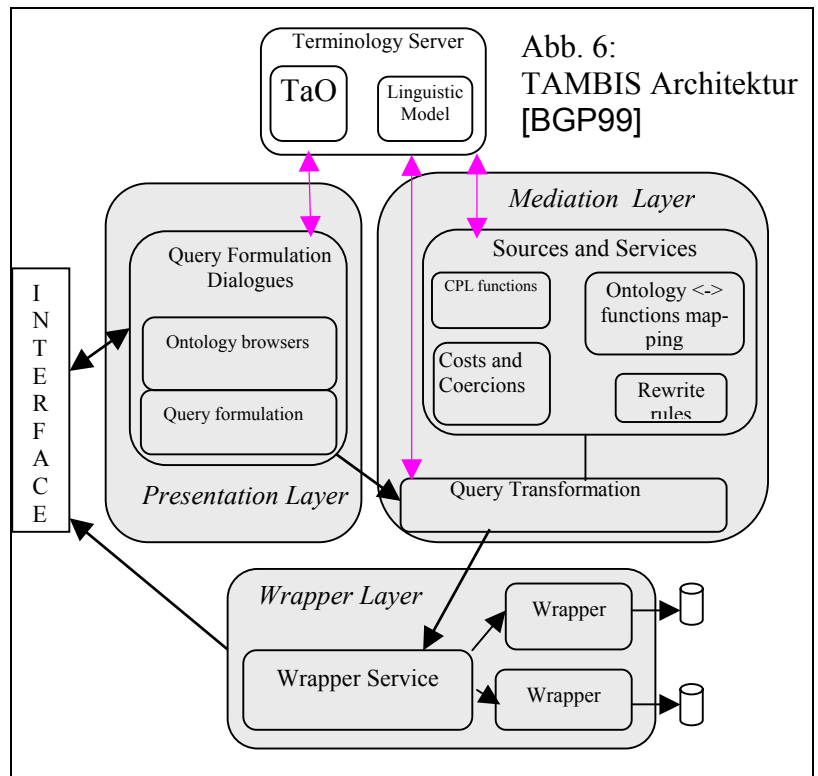 Terminology Server
TaO
Linguistic
Model
Abb. 6:
TAMBIS Architektur
[BGP99]
I
N
T
E
R
F
A
C
E
Query Formulation
Dialogues
Ontology browsers
Query formulation
Presentation Layer
Mediation Layer
Sources and Services
CPL functions
Ontology <->
functions map-
ping
Costs and
Coercions
Rewrite
rules
Query Transformation
Wrapper Layer
Wrapper Service
Wrapper
Wrapper